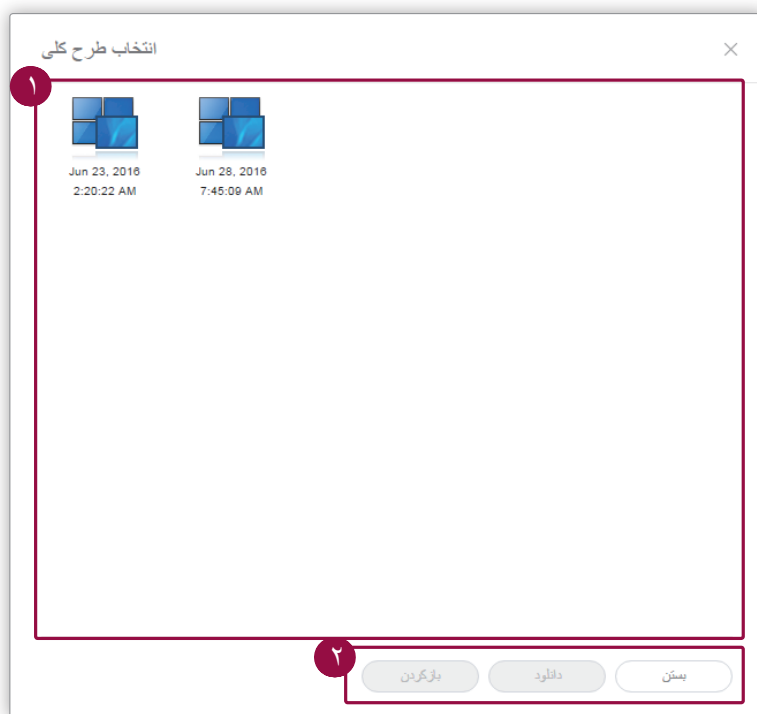 انتخاب طرح کلی
۱
Jun 23, 2016
2:20:22 AM
Jun 28, 2016
7:45:09 AM
۲
بازکردن
دانلود
بستن